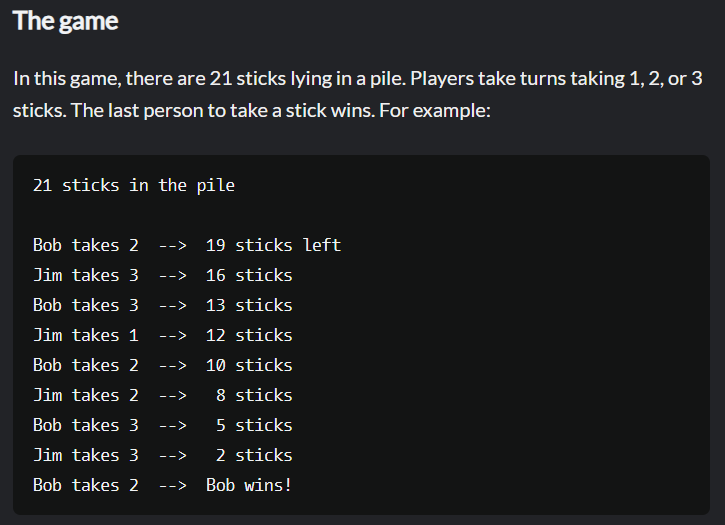 The game
In this game, there are 21 sticks lying in a pile. Players take turns taking 1, 2, or 3
sticks. The last person to take a stick wins. For example:
21 sticks in the pile
Bob takes 2  -->  19 sticks left
Jim takes 3  -->  16 sticks
Bob takes 3  -->  13 sticks
Jim takes 1  -->  12 sticks
Bob takes 2  -->  10 sticks
Jim takes 2  -->   8 sticks
Bob takes 3  -->   5 sticks
Jim takes 3  -->   2 sticks
Bob takes 2  -->  Bob wins!